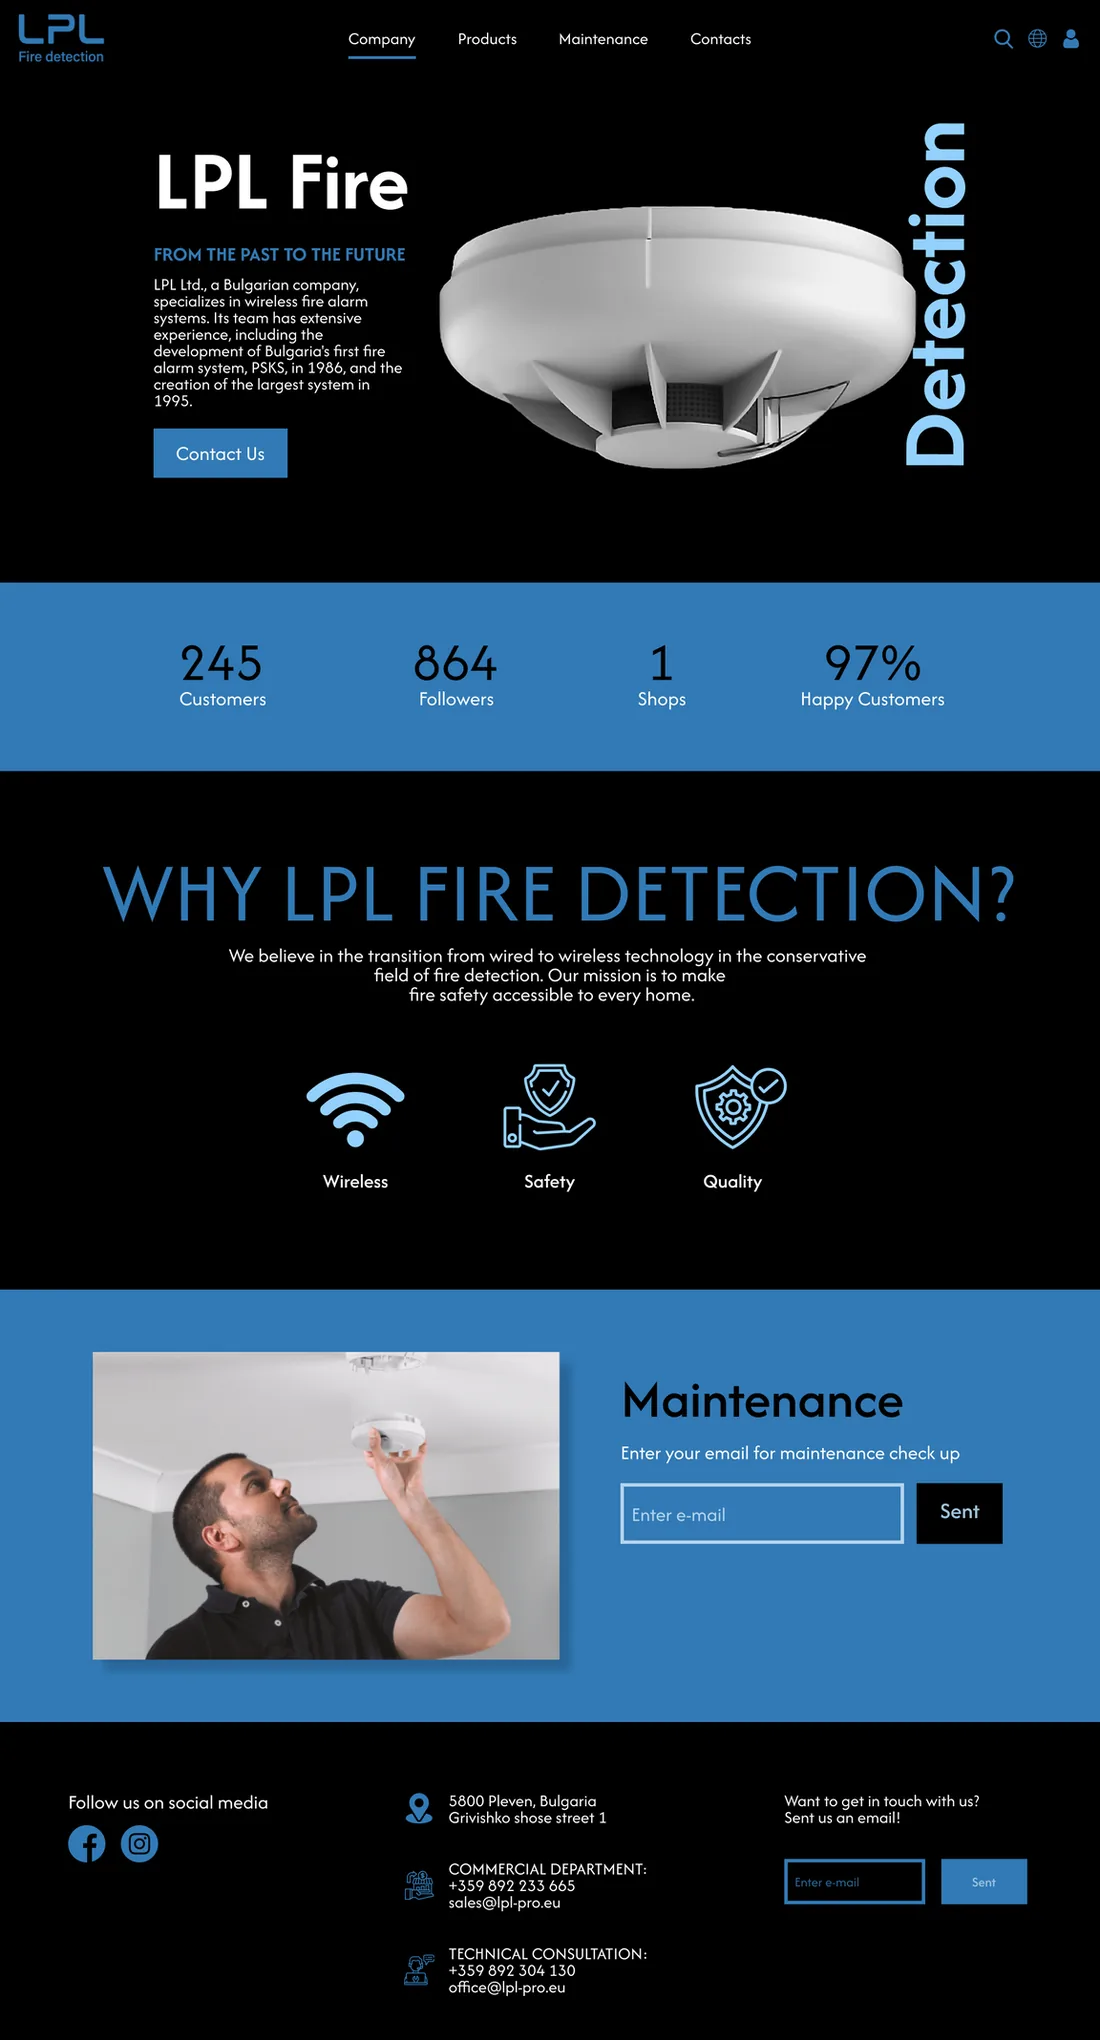 LPL
Fire detection
Company
Products
Maintenance
Contacts
LPL Fire
Detection
FROM THE PAST TO THE FUTURE
LPL Ltd., a Bulgarian company,
specializes in wireless fire alarm
systems. Its team has extensive
experience, including the
development of Bulgaria's first fire
alarm system, PSKS, in 1986, and the
creation of the largest system in
1995.
Contact Us
245
Customers
864
Followers
1
Shops
97%
Happy Customers
WHY LPL FIRE DETECTION?
We believe in the transition from wired to wireless technology in the conservative
field of fire detection. Our mission is to make
fire safety accessible to every home.
Wireless
Safety
Quality
Maintenance
Enter your email for maintenance check up
Enter e-mail
Sent
Follow us on social media
5800 Pleven, Bulgaria
Grivishko shose street 1
COMMERCIAL DEPARTMENT:
+359 892 233 665
sales@lpl-pro.eu
TECHNICAL CONSULTATION:
+359 892 304 130
office@lpl-pro.eu
Want to get in touch with us?
Sent us an email!
Enter e-mail
Sent